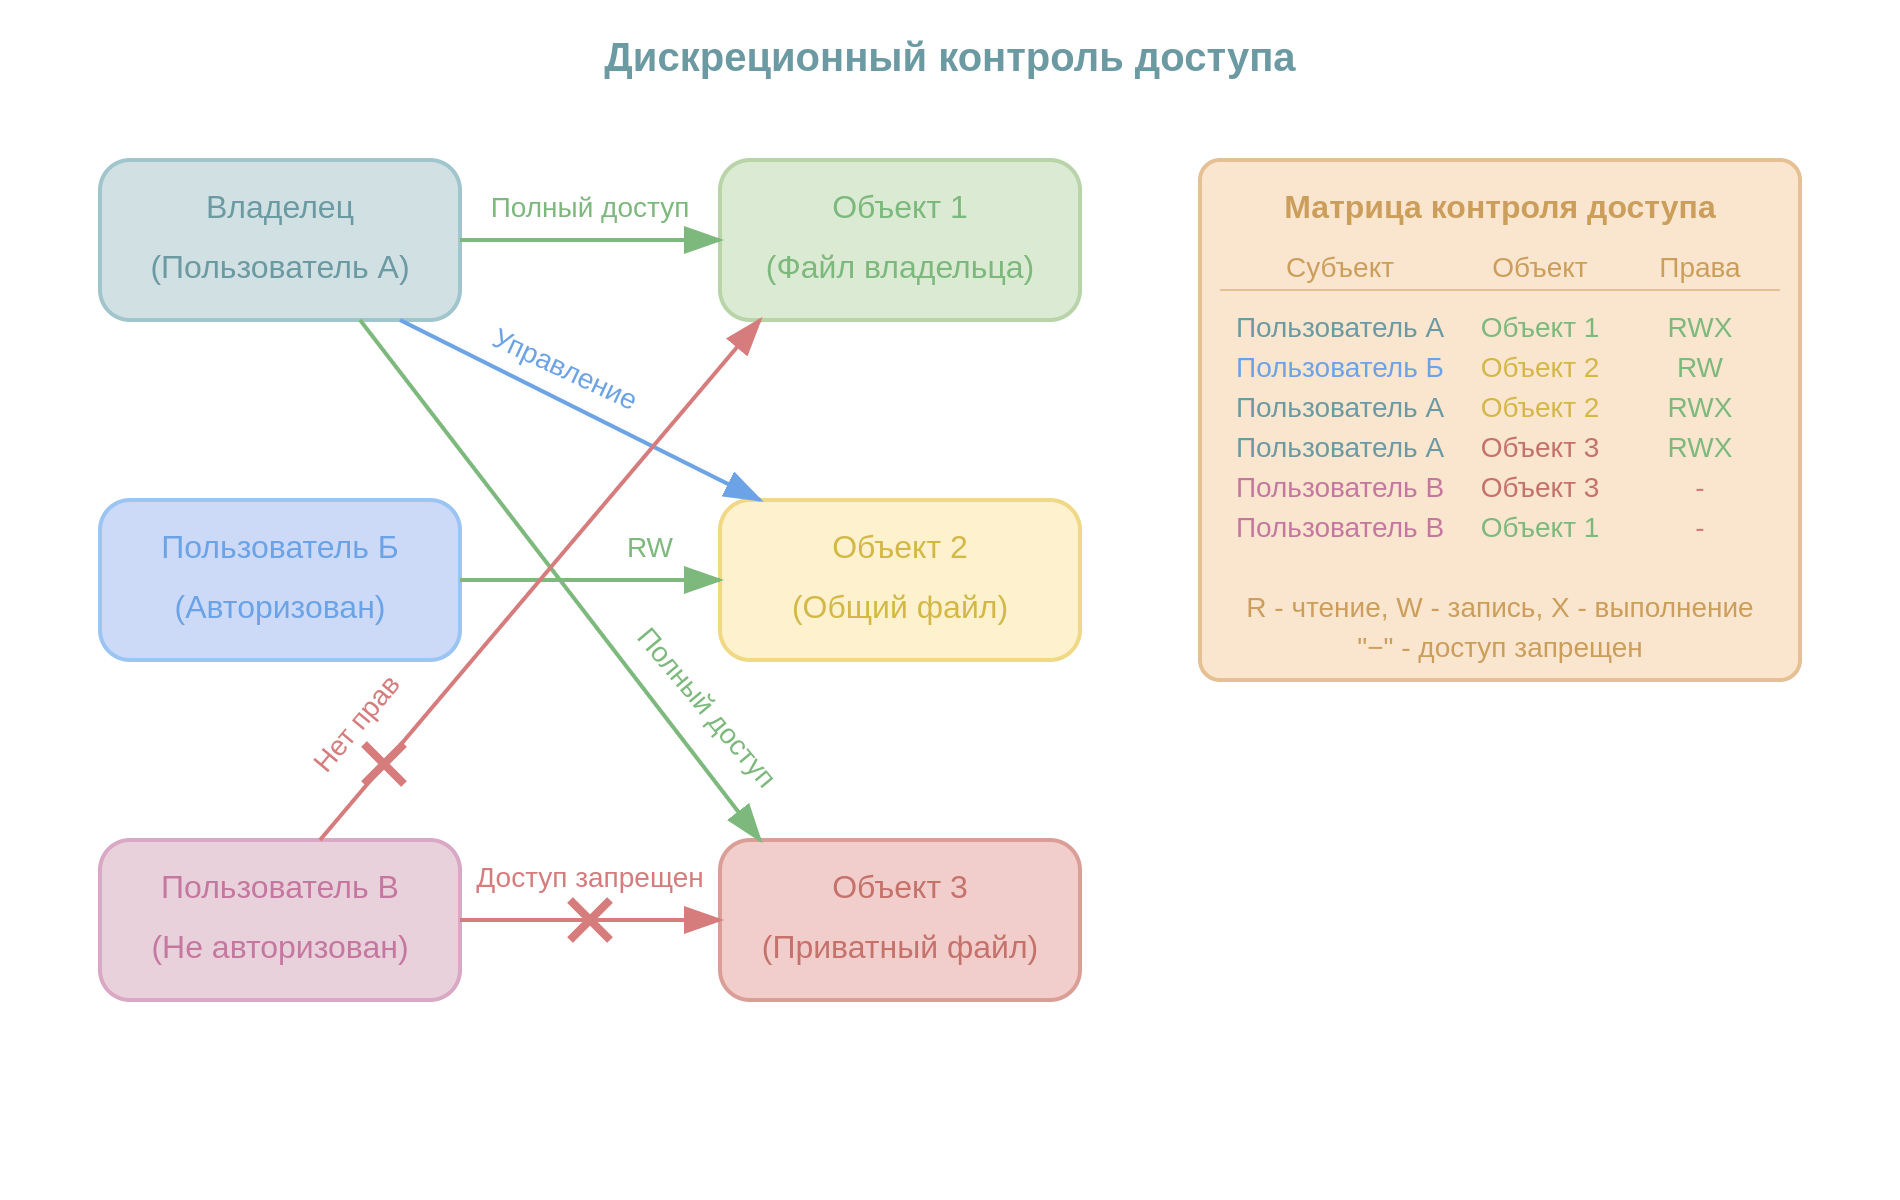 Дискреционный контроль доступа
Владелец
(Пользователь А)
Полный доступ
Объект 1
(Файл владельца)
Управление
Пользователь Б
(Авторизован)
RW
Объект 2
(Общий файл)
Нет прав
Полный доступ
Пользователь В
(Не авторизован)
Доступ запрещен
Объект 3
(Приватный файл)
Матрица контроля доступа
Субъект Объект Права
Пользователь А Объект 1 RWX
Пользователь Б Объект 2 RW
Пользователь А Объект 2 RWX
Пользователь А Объект 3 RWX
Пользователь В Объект 3 -
Пользователь В Объект 1 -
R - чтение, W - запись, X - выполнение
"−" - доступ запрещен